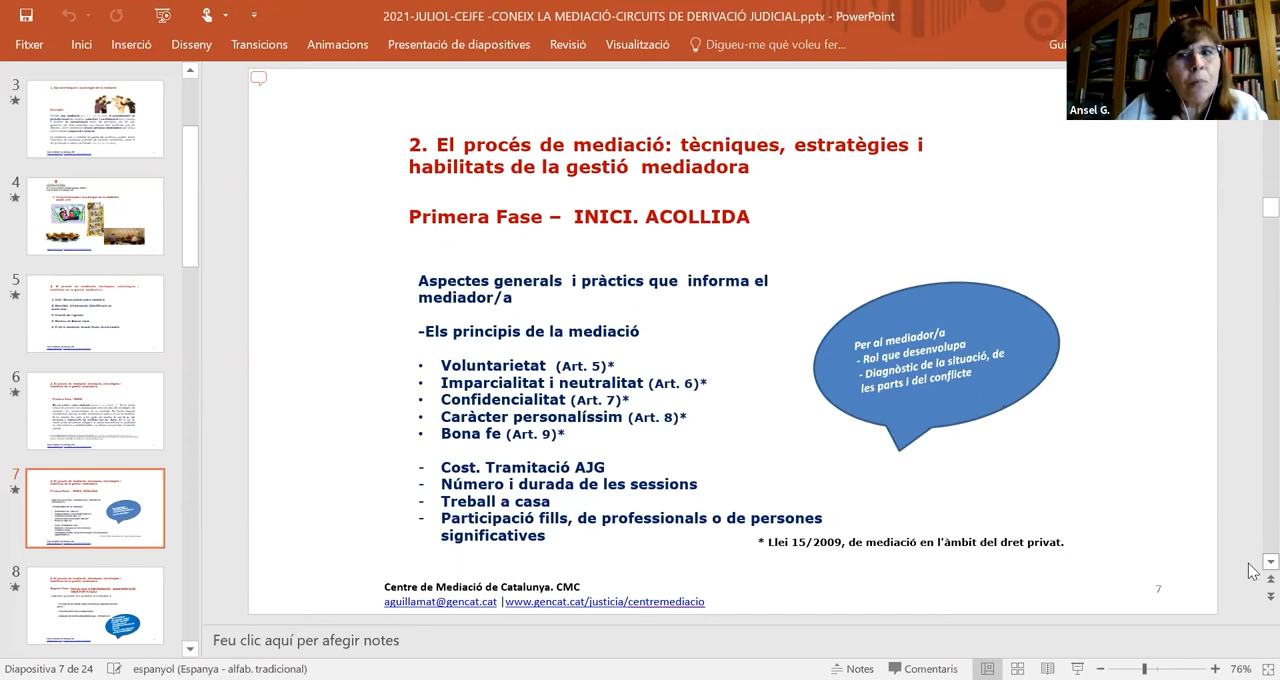 2021-JULIOL-CEJFE -CONEIX LA MEDIACIÓ-CIRCUITS DE DERIVACIÓ JUDICIAL.pptx - PowerPoint
Fitxer Inici Inserció Disseny Transicions Animacions Presentació de diapositives Revisió Visualització Digueu-me què voleu fer...
Ansel G.
3
4
5
6
7
8
2. El procés de mediació: tècniques, estratègies i
habilitats de la gestió mediadora
Primera Fase – INICI. ACOLLIDA
Aspectes generals i pràctics que informa el
mediador/a
-Els principis de la mediació
• Voluntarietat (Art. 5)*
• Imparcialitat i neutralitat (Art. 6)*
• Confidencialitat (Art. 7)*
• Caràcter personalíssim (Art. 8)*
• Bona fe (Art. 9)*
- Cost. Tramitació AJG
- Número i durada de les sessions
- Treball a casa
- Participació fills, de professionals o de persones
significatives
Per al mediador/a
- Rol que desenvolupa
- Diagnòstic de la situació, de
les parts i del conflicte
* Llei 15/2009, de mediació en l'àmbit del dret privat.
Centre de Mediació de Catalunya. CMC
aguillamat@gencat.cat |www.gencat.cat/justicia/centremediacio
7
Feu clic aquí per afegir notes
Diapositiva 7 de 24 espanyol (Espanya - alfab. tradicional) Notes Comentaris 76%